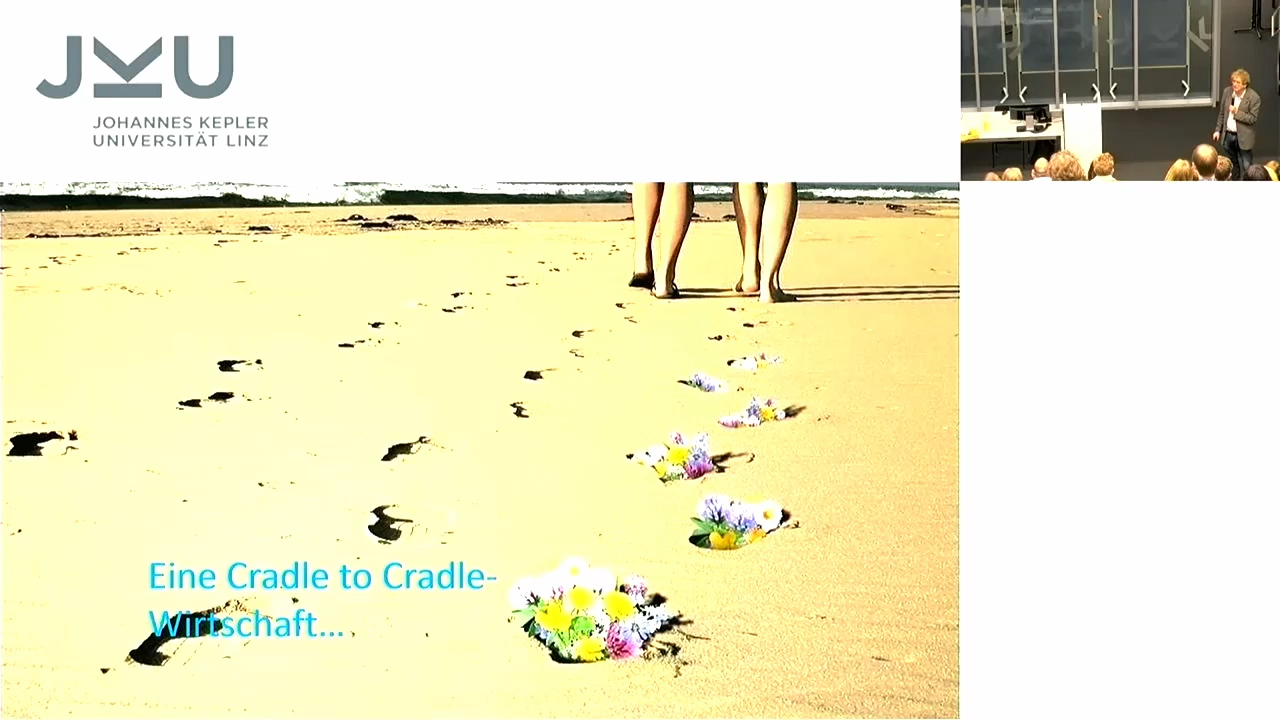 JKU
JOHANNES KEPLER
UNIVERSITÄT LINZ
Eine Cradle to Cradle-
Wirtschaft...